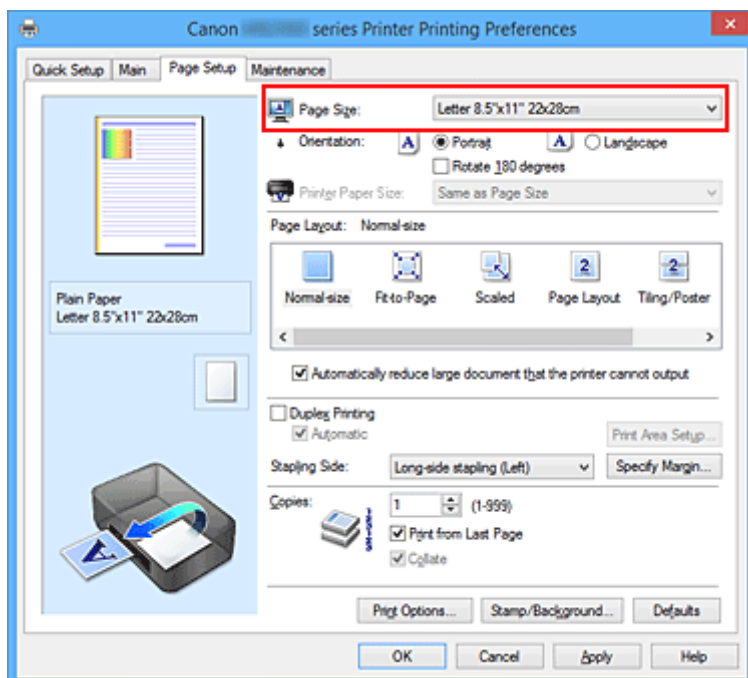 Canon series Printer Printing Preferences
Quick Setup Main Page Setup Maintenance
Page Size: Letter 8.5"x11" 22x28cm
Orientation: A Portrait A Landscape
Rotate 180 degrees
Printer Paper Size: Same as Page Size
Page Layout: Normal-size
Normal-size Fit-to-Page Scaled Page Layout Tiling/Poster
Plain Paper
Letter 8.5"x11" 22x28cm
Automatically reduce large document that the printer cannot output
Duplex Printing
Automatic
Print Area Setup...
Stapling Side: Long-side stapling (Left) Specify Margin...
Copies: 1 (1-999)
Print from Last Page
Collate
Print Options... Stamp/Background... Defaults
OK Cancel Apply Help